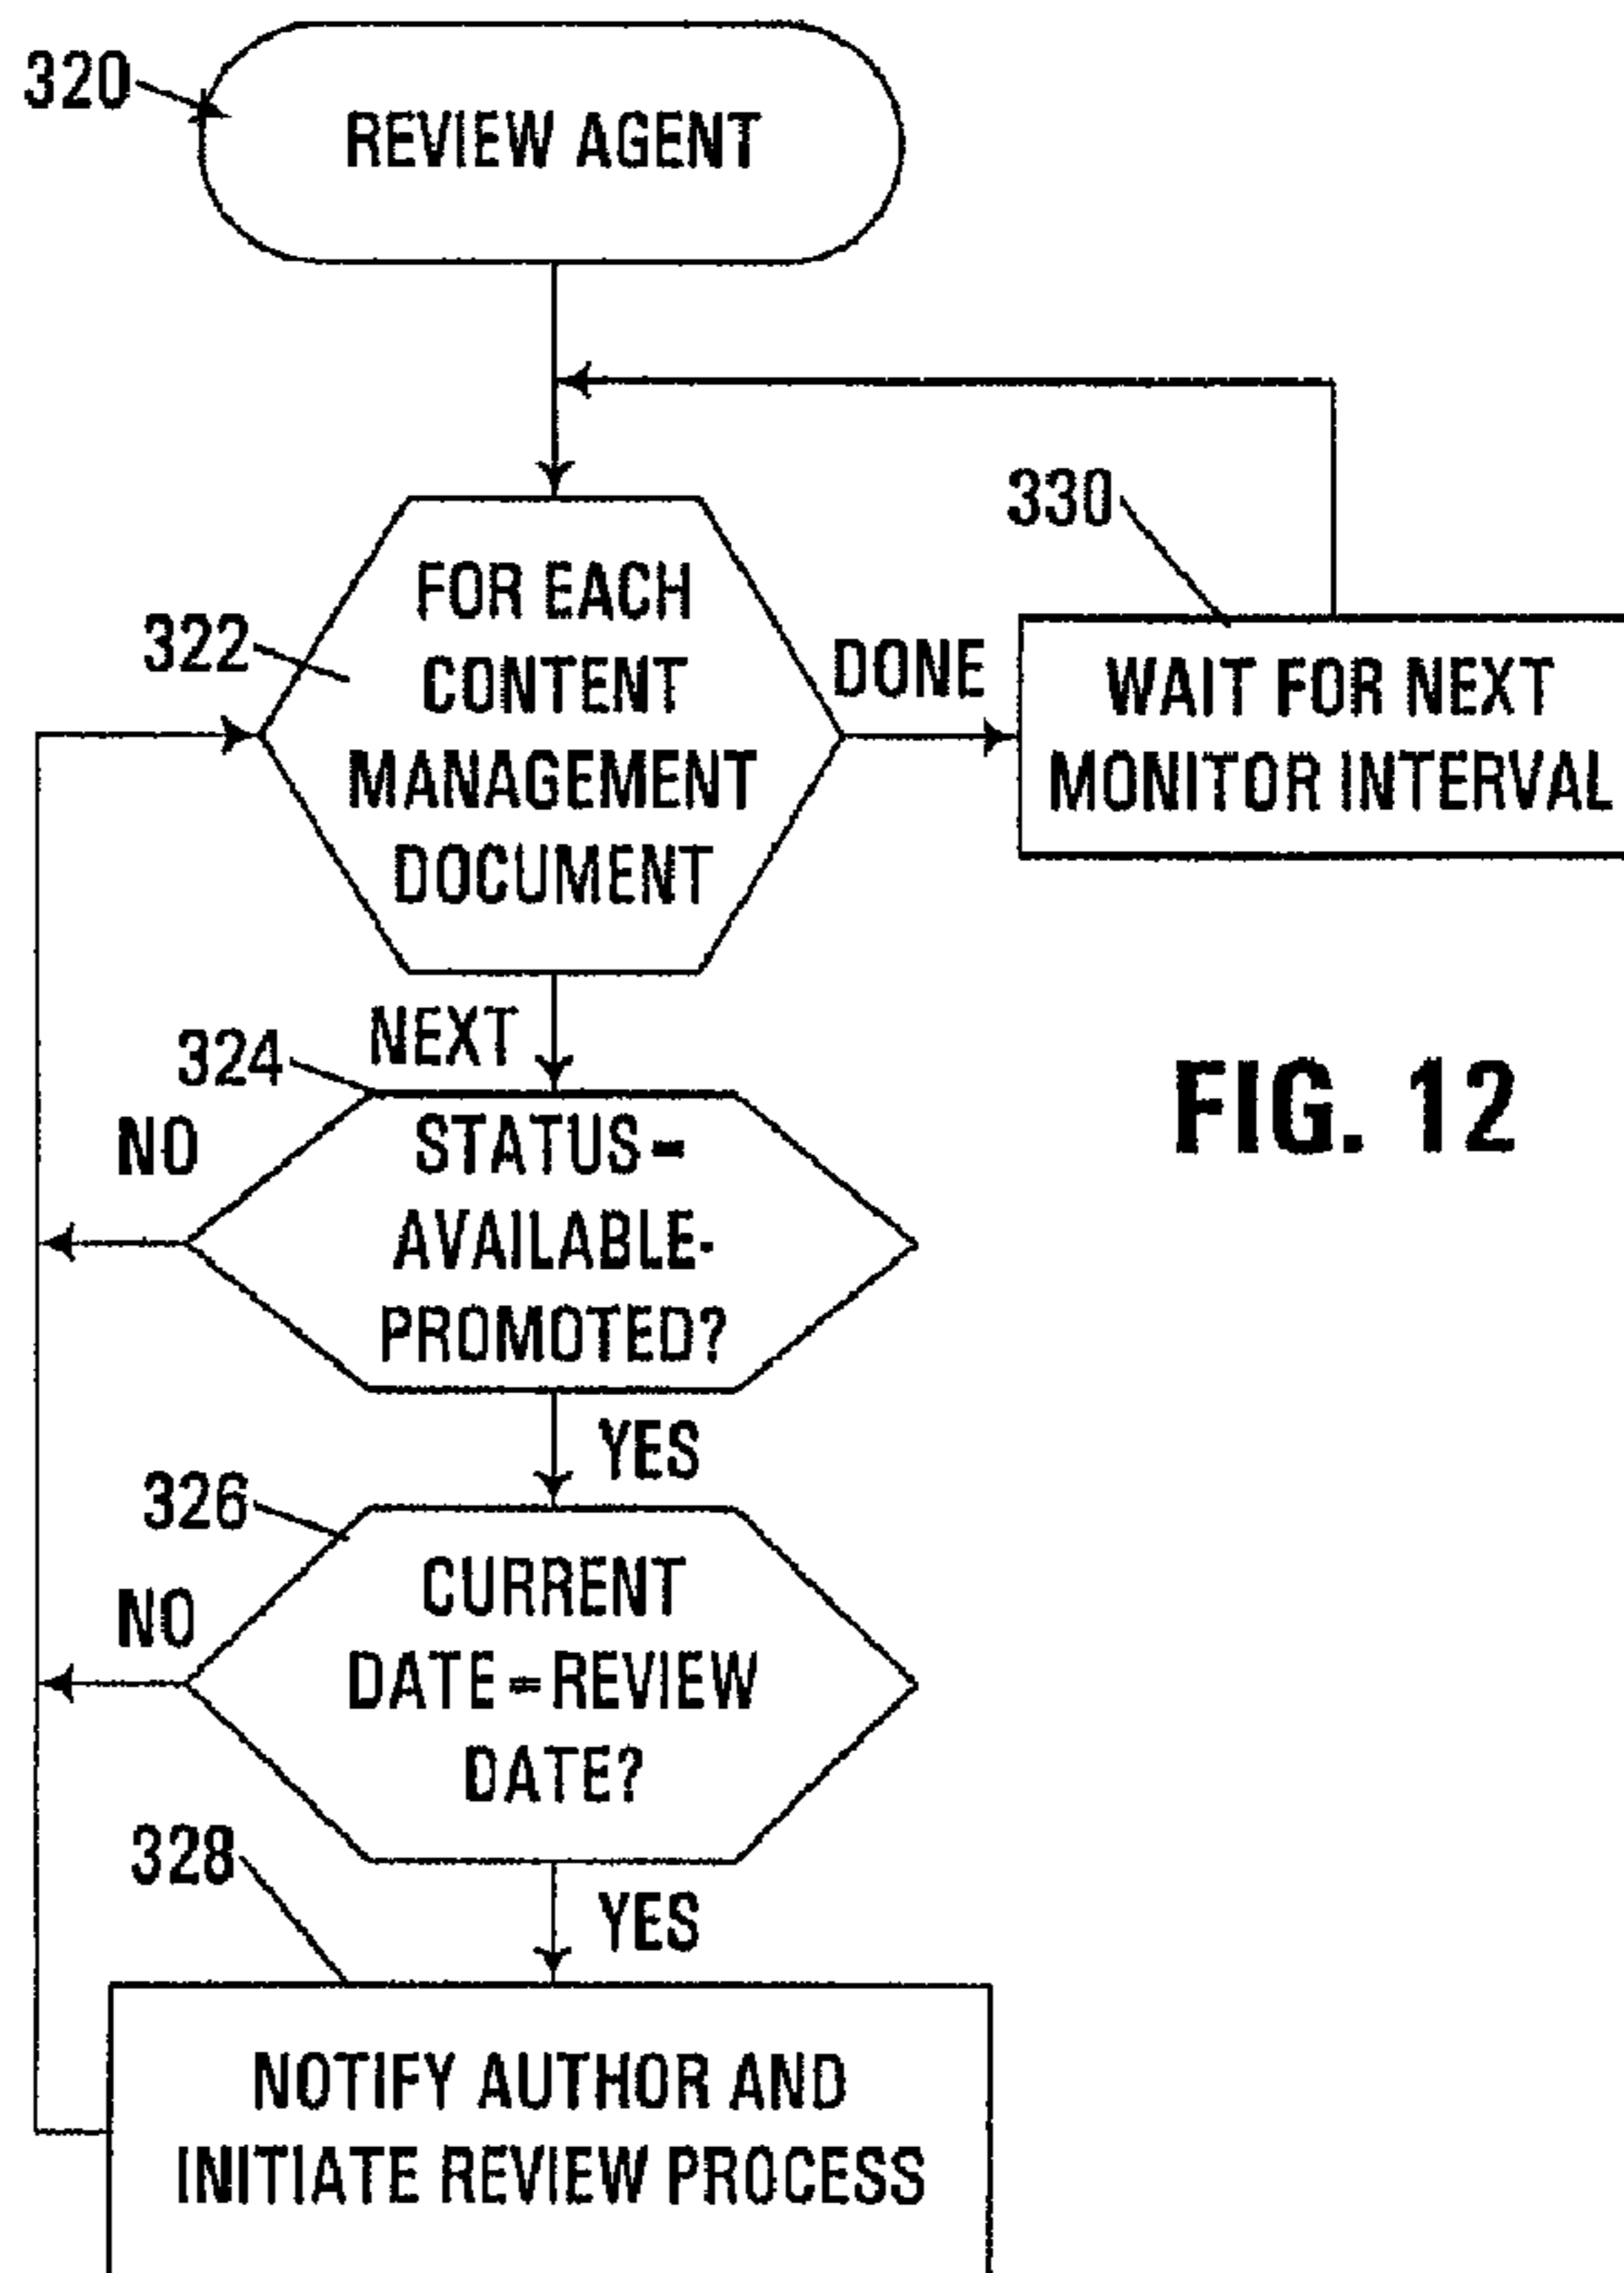 320
REVIEW AGENT
330
FOR EACH
CONTENT
MANAGEMENT
DOCUMENT
322
DONE
WAIT FOR NEXT
MONITOR INTERVAL
NEXT
324
NO
STATUS=
AVAILABLE-
PROMOTED?
FIG. 12
YES
326
NO
CURRENT
DATE=REVIEW
DATE?
328
YES
NOTIFY AUTHOR AND
INITIATE REVIEW PROCESS